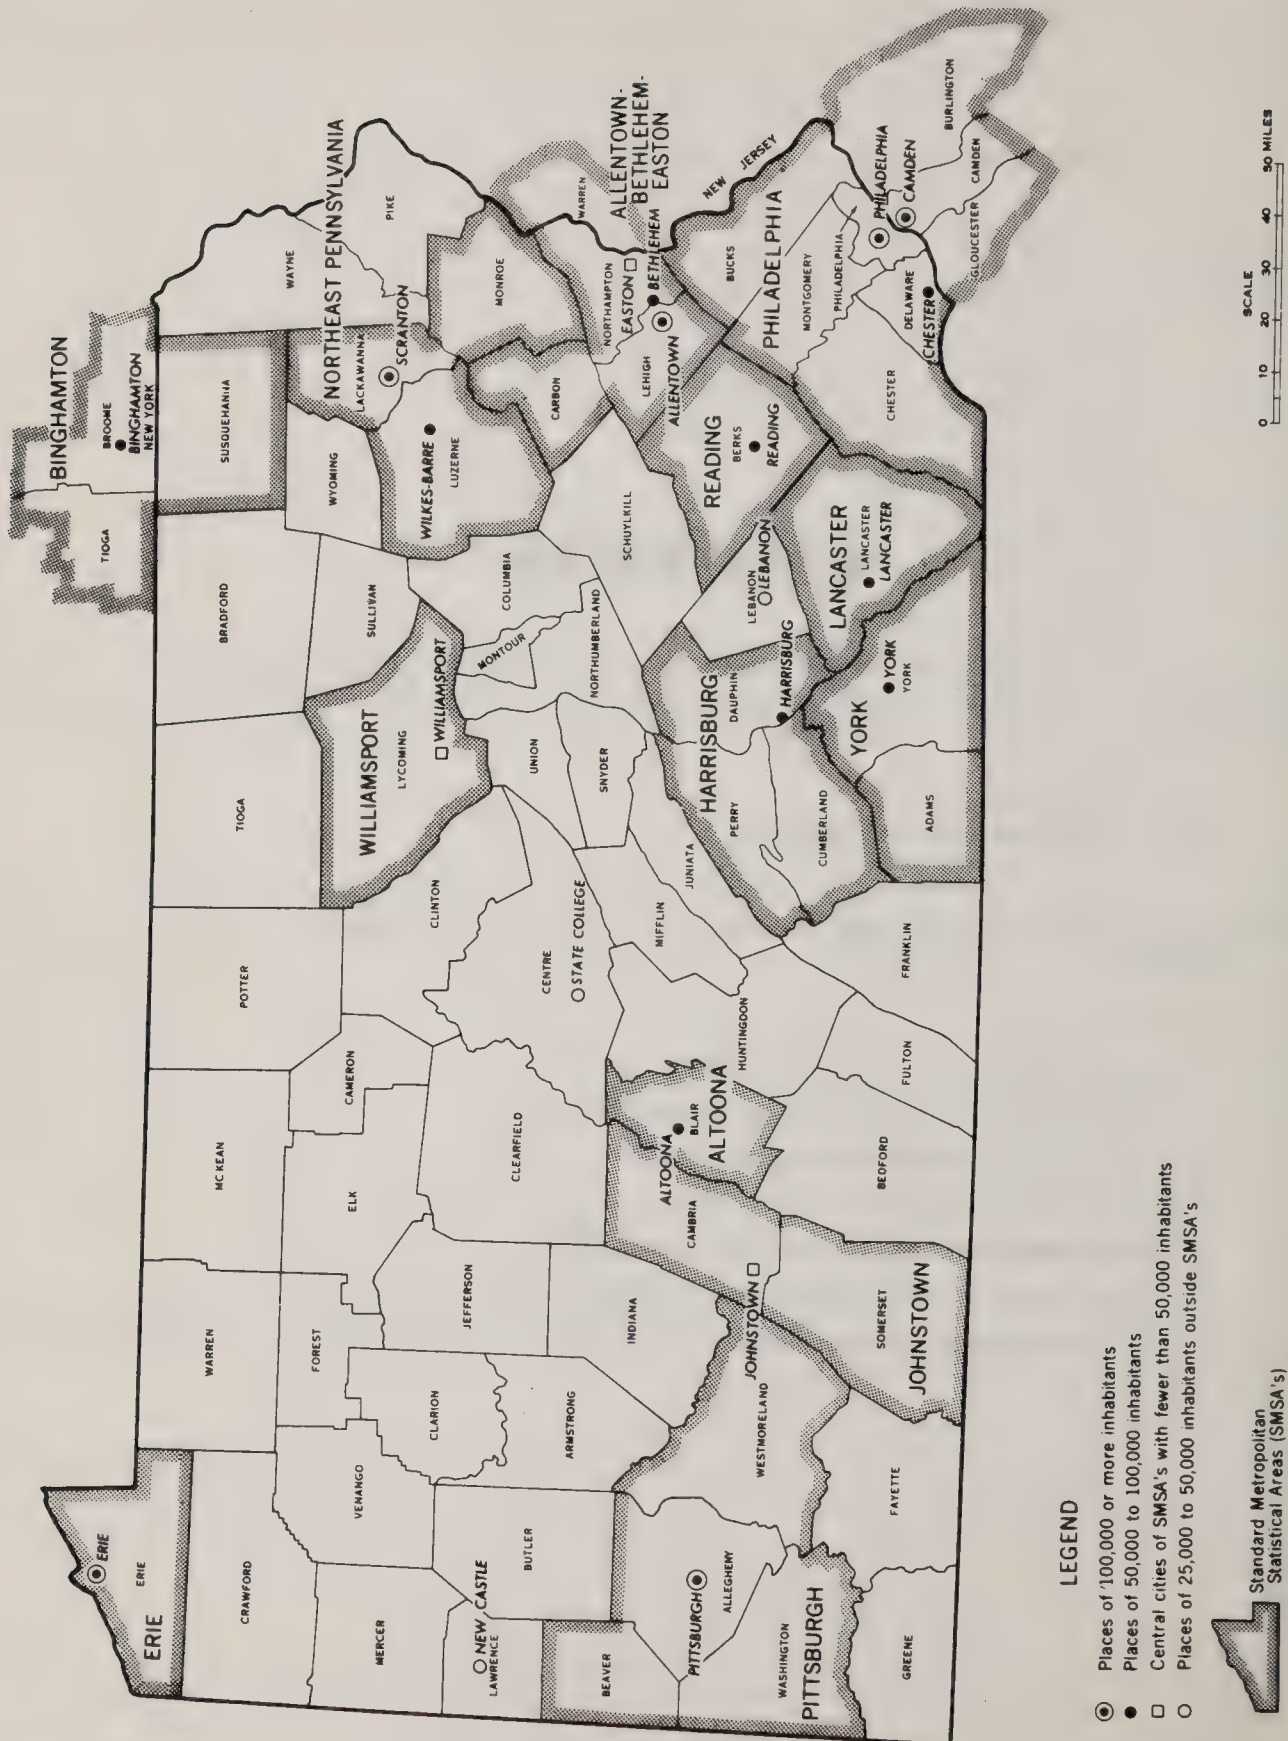 BINGHAMTON
BROOME
BINGHAMTON
NEW YORK
TIOGA
ERIE
ERIE
ERIE
CRAWFORD
WARREN
MC KEAN
POTTER
TIOGA
BRADFORD
SUSQUEHANNA
WAYNE
NORTHEAST PENNSYLVANIA
PIKE
LACKAWANNA
SCRANTON
WYOMING
WILKES-BARRE
LUZERNE
SULLIVAN
WILLIAMSPORT
LYCOMING
WILLIAMSPORT
MERCER
VENANGO
FOREST
ELK
CAMERON
CLINTON
COLUMBIA
MONTOUR
MONROE
CARBON
NEW CASTLE
LAWRENCE
BUTLER
CLARION
JEFFERSON
CLEARFIELD
CENTRE
STATE COLLEGE
UNION
SNYDER
NORTHUMBERLAND
SCHUYLKILL
WARREN
ALLENTOWN-
BETHLEHEM-
EASTON
NORTHAMPTON
EASTON
BETHLEHEM
LEHIGH
ALLENTOWN
BEAVER
ARMSTRONG
INDIANA
ALTOONA
BLAIR
ALTOONA
CAMBRIA
HUNTINGDON
MIFFLIN
JUNIATA
HARRISBURG
DAUPHIN
HARRISBURG
PERRY
CUMBERLAND
LEBANON
LEBANON
READING
BERKS
READING
NEW JERSEY
BUCKS
PHILADELPHIA
MONTGOMERY
PHILADELPHIA
PHILADELPHIA
CAMDEN
BURLINGTON
CAMDEN
GLOUCESTER
DELAWARE
CHESTER
CHESTER
PITTSBURGH
ALLEGHENY
WASHINGTON
PITTSBURGH
WESTMORELAND
JOHNSTOWN
SOMERSET
JOHNSTOWN
BEDFORD
FULTON
FRANKLIN
ADAMS
YORK
YORK
YORK
LANCASTER
LANCASTER
LANCASTER
GREENE
FAYETTE
LEGEND
Places of 100,000 or more inhabitants
Places of 50,000 to 100,000 inhabitants
Central cities of SMSA's with fewer than 50,000 inhabitants
Places of 25,000 to 50,000 inhabitants outside SMSA's
Standard Metropolitan
Statistical Areas (SMSA's)
SCALE
0 10 20 30 40 50 MILES